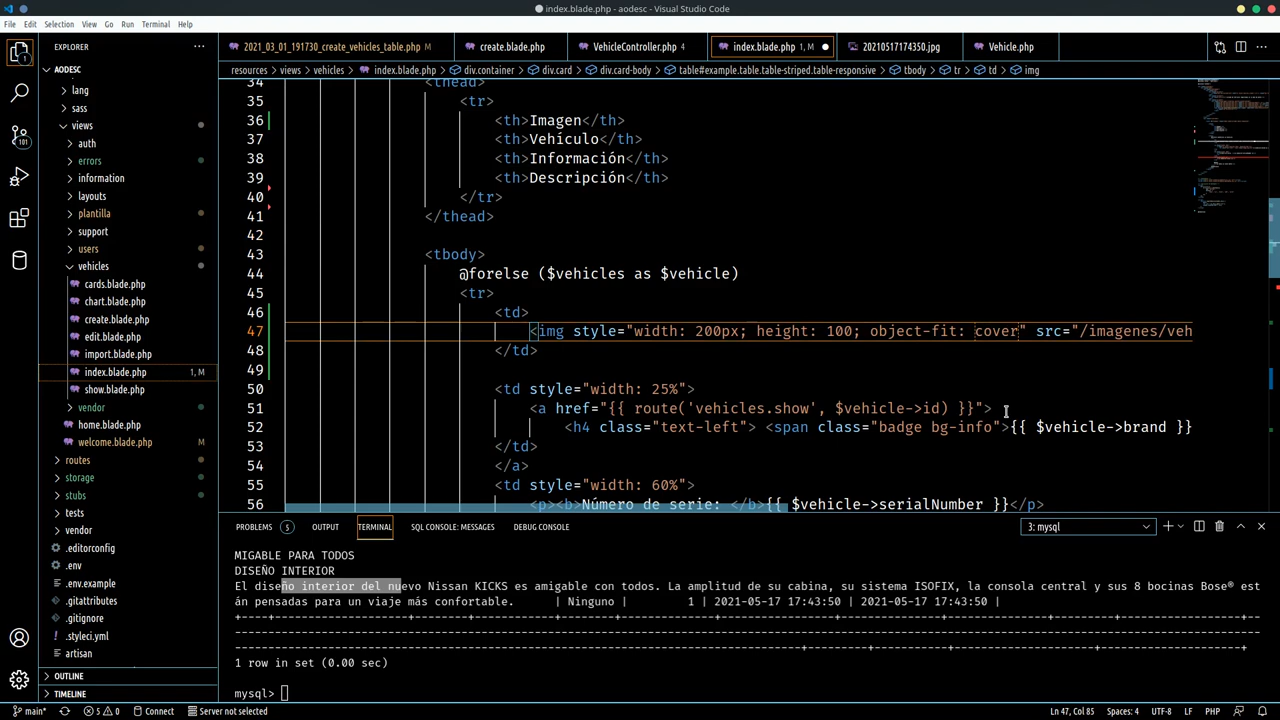 index.blade.php - aodesc - Visual Studio Code
File Edit Selection View Go Run Terminal Help
EXPLORER
AODESC
lang
sass
views
auth
errors
information
layouts
plantilla
support
users
vehicles
cards.blade.php
chart.blade.php
create.blade.php
edit.blade.php
import.blade.php
index.blade.php 1, M
show.blade.php
vendor
home.blade.php
welcome.blade.php M
routes
storage
stubs
tests
vendor
.editorconfig
.env
.env.example
.gitattributes
.gitignore
.styleci.yml
artisan
OUTLINE
TIMELINE
101
2021_03_01_191730_create_vehicles_table.php M
create.blade.php
VehicleController.php 4
index.blade.php 1, M
20210517174350.jpg
Vehicle.php
resources > views > vehicles > index.blade.php > div.container > div.card > div.card-body > table#example.table.table-striped.table-responsive > tbody > tr > td > img
34 <thead>
35 <tr>
36 <th>Imagen</th>
37 <th>Vehículo</th>
38 <th>Información</th>
39 <th>Descripción</th>
40 </tr>
41 </thead>
42
43 <tbody>
44 @forelse ($vehicles as $vehicle)
45 <tr>
46 <td>
47 <img style="width: 200px; height: 100; object-fit: cover" src="/imagenes/veh
48 </td>
49
50 <td style="width: 25%">
51 <a href="{{ route('vehicles.show', $vehicle->id) }}">
52 <h4 class="text-left"> <span class="badge bg-info">{{ $vehicle->brand }}
53 </td>
54 </a>
55 <td style="width: 60%">
56 <p><b>Número de serie: </b>{{ $vehicle->serialNumber }}</p>
PROBLEMS 5 OUTPUT TERMINAL SQL CONSOLE: MESSAGES DEBUG CONSOLE
3: mysql
MIGABLE PARA TODOS
DISEÑO INTERIOR
El diseño interior del nuevo Nissan KICKS es amigable con todos. La amplitud de su cabina, su sistema ISOFIX, la consola central y sus 8 bocinas Bose® est
án pensadas para un viaje más confortable. | Ninguno | 1 | 2021-05-17 17:43:50 | 2021-05-17 17:43:50 |
1 row in set (0.00 sec)
mysql>
main* 5 0 Connect Server not selected
Ln 47, Col 85 Spaces: 4 UTF-8 LF PHP